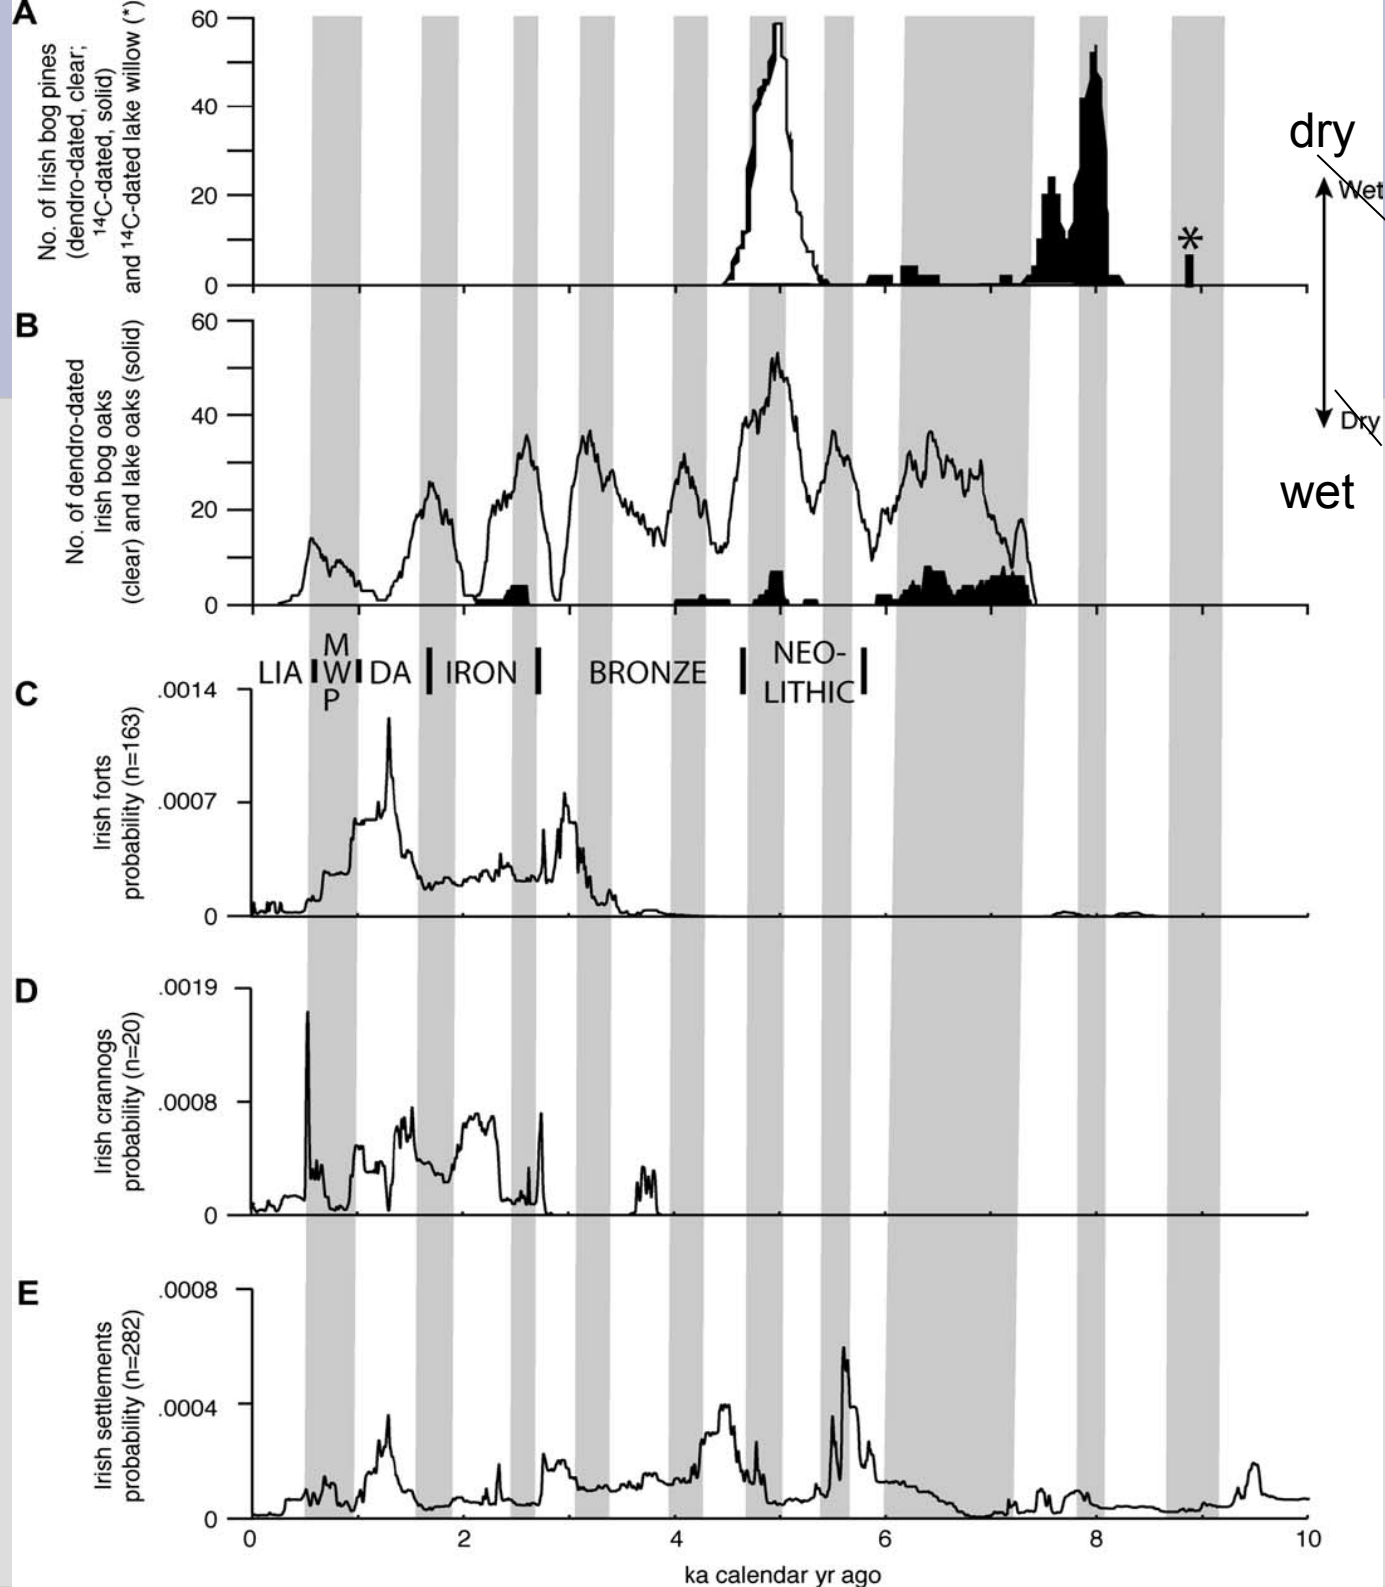 A
No. of Irish bog pines
(dendro-dated, clear;
14C-dated, solid)
and 14C-dated lake willow (*)
60
40
20
0
*
dry
Wet
Dry
wet
B
No. of dendro-dated
Irish bog oaks
(clear) and lake oaks (solid)
60
40
20
0
LIA
M
W
P
DA
IRON
BRONZE
NEO-
LITHIC
C
Irish forts
probability (n=163)
.0014
.0007
0
D
Irish crannogs
probability (n=20)
.0019
.0008
0
E
Irish settlements
probability (n=282)
.0008
.0004
0
0 2 4 6 8 10
ka calendar yr ago